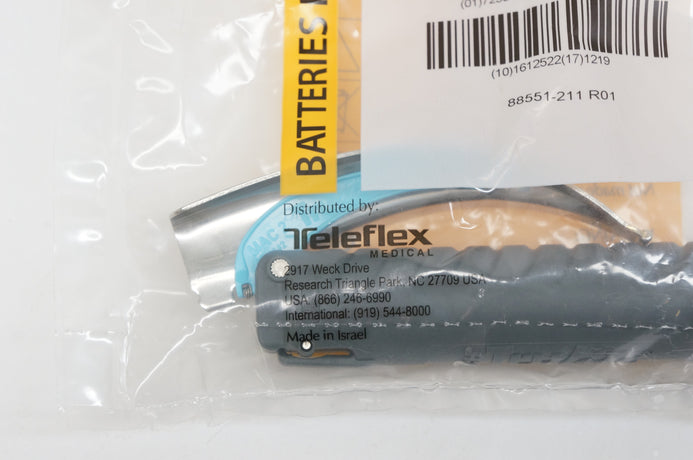 BATTERIES
(10)1612522(17)1219
88551-211 R01
Distributed by:
Teleflex
MEDICAL
2917 Weck Drive
Research Triangle Park, NC 27709 USA
USA: (866) 246-6990
International: (919) 544-8000
Made in Israel